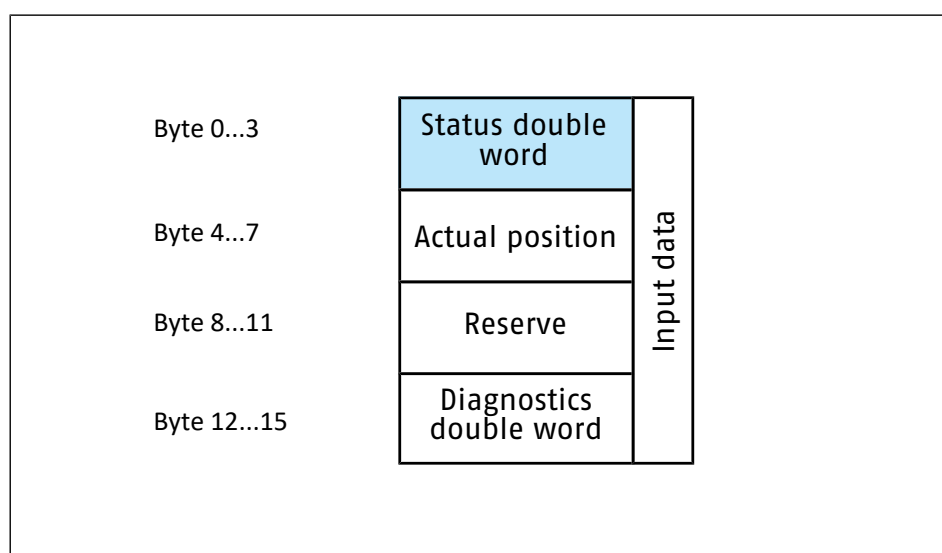 Byte 0...3
Status double
word
Byte 4...7
Actual position
Byte 8...11
Reserve
Byte 12...15
Diagnostics
double word
Input data